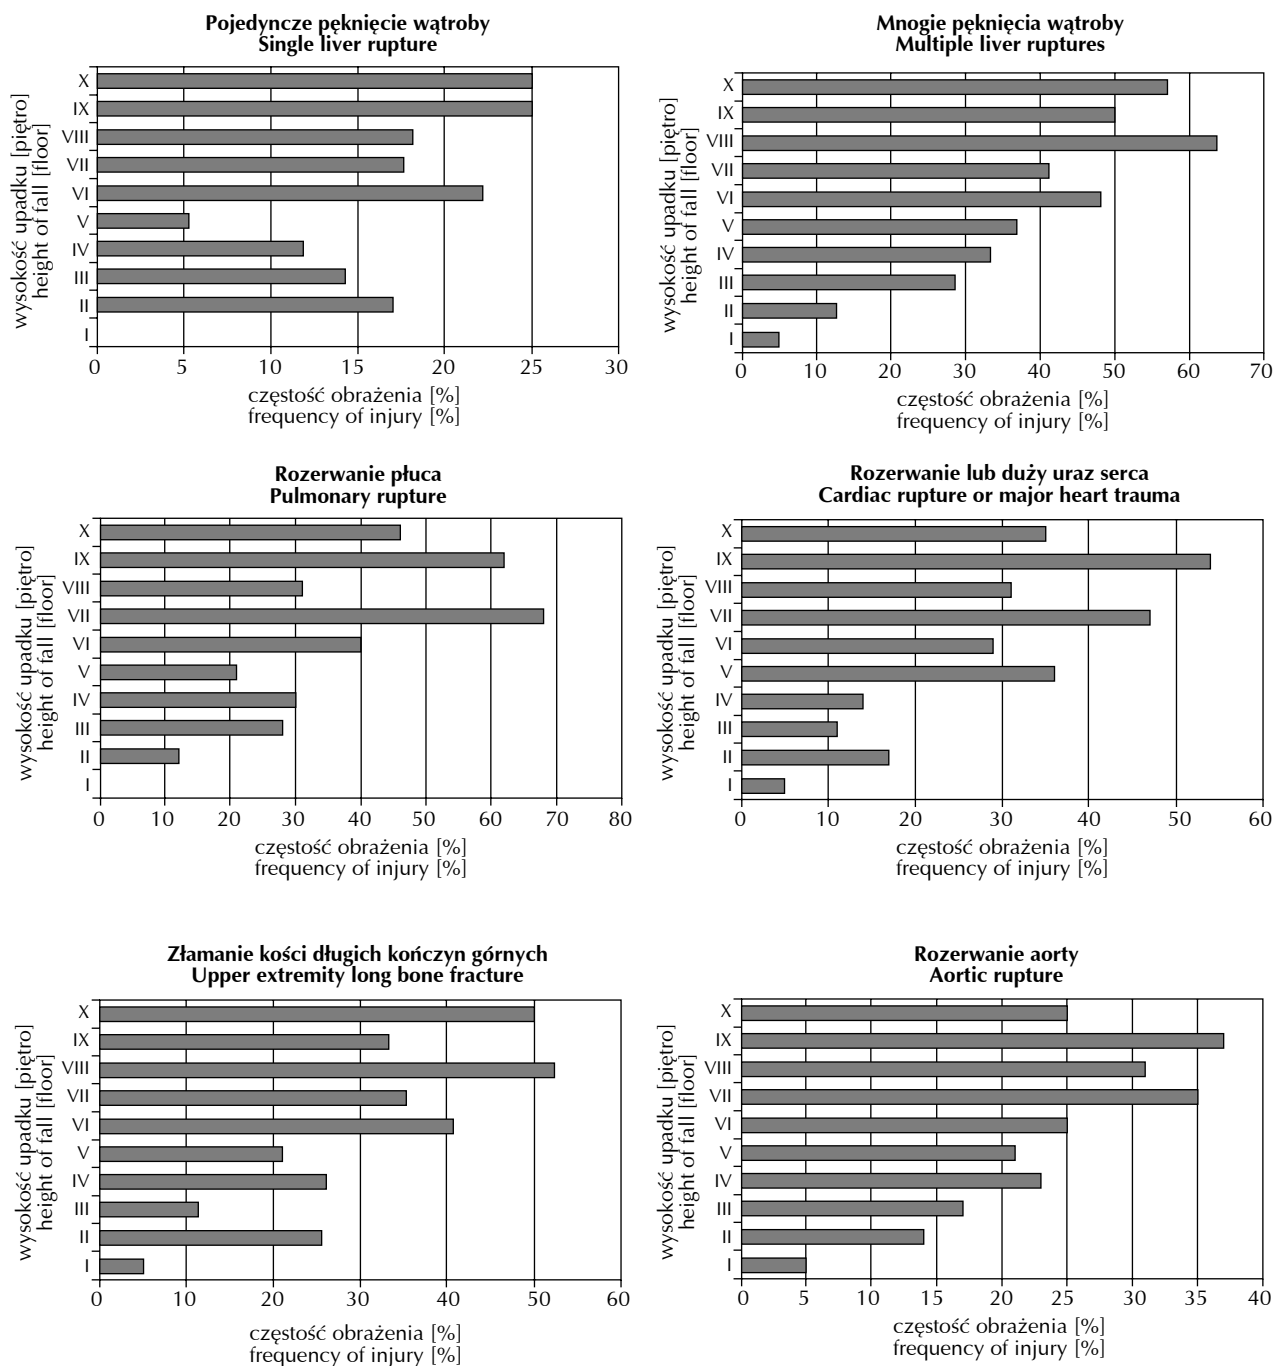 Pojedyncze pęknięcie wątroby
Single liver rupture
wysokość upadku [piętro]
height of fall [floor]
X
IX
VIII
VII
VI
V
IV
III
II
I
0 5 10 15 20 25 30
częstość obrażenia [%]
frequency of injury [%]
Mnogie pęknięcia wątroby
Multiple liver ruptures
wysokość upadku [piętro]
height of fall [floor]
X
IX
VIII
VII
VI
V
IV
III
II
I
0 10 20 30 40 50 60 70
częstość obrażenia [%]
frequency of injury [%]
Rozerwanie płuca
Pulmonary rupture
wysokość upadku [piętro]
height of fall [floor]
X
IX
VIII
VII
VI
V
IV
III
II
I
0 10 20 30 40 50 60 70 80
częstość obrażenia [%]
frequency of injury [%]
Rozerwanie lub duży uraz serca
Cardiac rupture or major heart trauma
wysokość upadku [piętro]
height of fall [floor]
X
IX
VIII
VII
VI
V
IV
III
II
I
0 10 20 30 40 50 60
częstość obrażenia [%]
frequency of injury [%]
Złamanie kości długich kończyn górnych
Upper extremity long bone fracture
wysokość upadku [piętro]
height of fall [floor]
X
IX
VIII
VII
VI
V
IV
III
II
I
0 10 20 30 40 50 60
częstość obrażenia [%]
frequency of injury [%]
Rozerwanie aorty
Aortic rupture
wysokość upadku [piętro]
height of fall [floor]
X
IX
VIII
VII
VI
V
IV
III
II
I
0 5 10 15 20 25 30 35 40
częstość obrażenia [%]
frequency of injury [%]